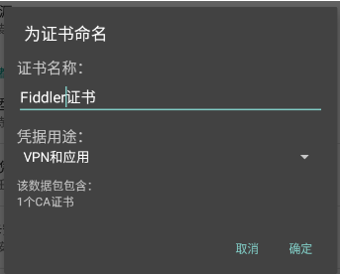 为证书命名
证书名称：
Fiddler证书
凭据用途：
VPN和应用
该数据包包含：
1个CA证书
取消 确定